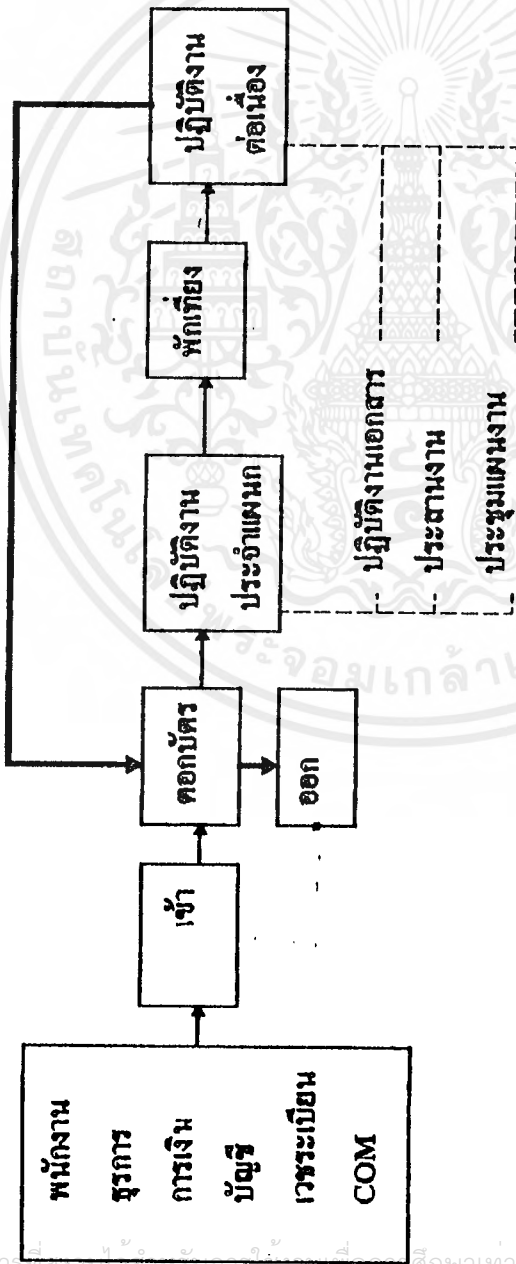 พนักงาน
ธุรการ
การเงิน
บัญชี
เวชระเบียน
COM
เข้า
ตอกบัตร
ออก
ปฏิบัติงาน
ประจำแผนก
พักเที่ยง
ปฏิบัติงาน
ต่อเนื่อง
ปฏิบัติงานเอกสาร
ประสานงาน
ประชุมแผนงาน